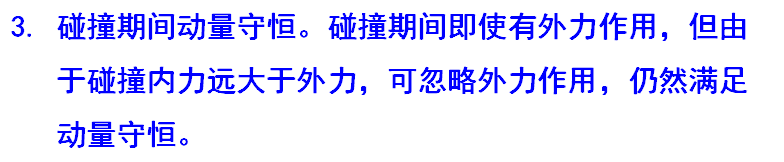 3. 碰撞期间动量守恒。碰撞期间即使有外力作用，但由
于碰撞内力远大于外力，可忽略外力作用，仍然满足
动量守恒。